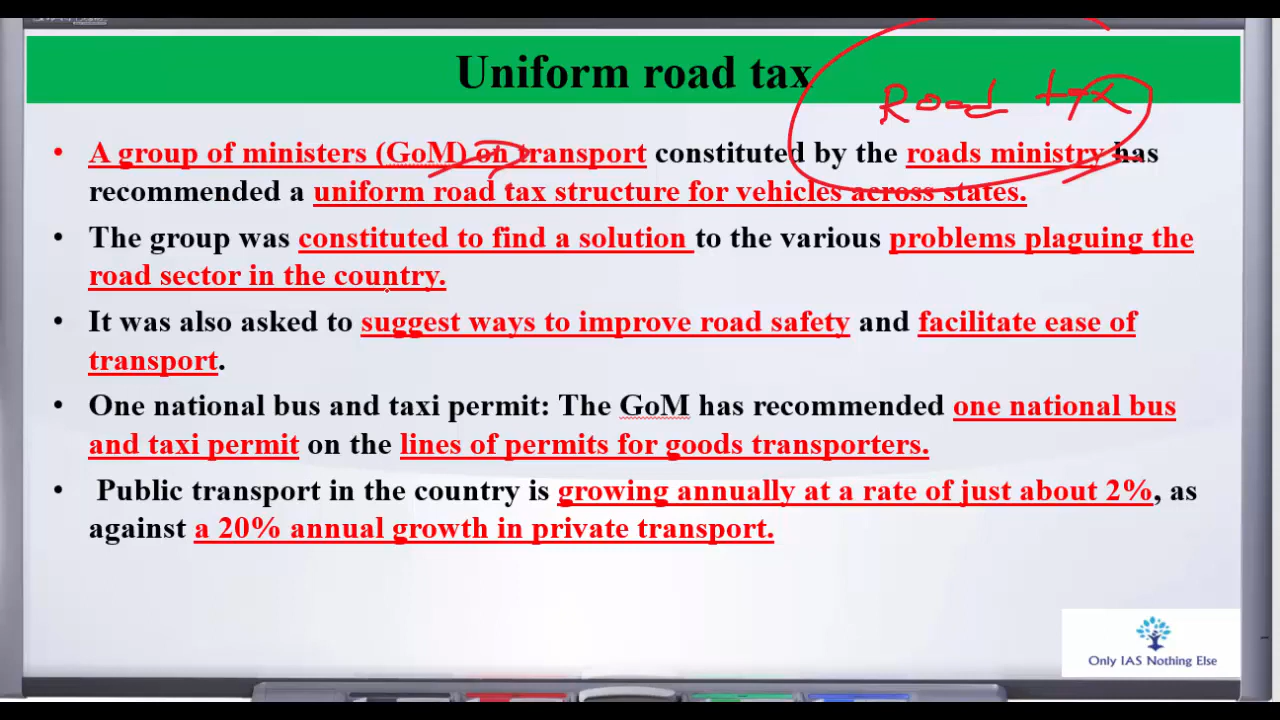 Uniform road tax
Road tax
• A group of ministers (GoM) on transport constituted by the roads ministry has
recommended a uniform road tax structure for vehicles across states.
• The group was constituted to find a solution to the various problems plaguing the
road sector in the country.
• It was also asked to suggest ways to improve road safety and facilitate ease of
transport.
• One national bus and taxi permit: The GoM has recommended one national bus
and taxi permit on the lines of permits for goods transporters.
• Public transport in the country is growing annually at a rate of just about 2%, as
against a 20% annual growth in private transport.
Only IAS Nothing Else